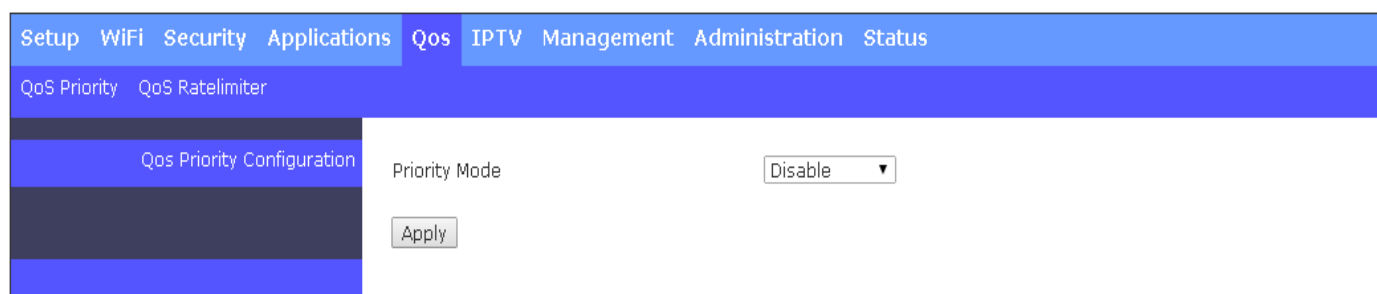 Setup WiFi Security Applications Qos IPTV Management Administration Status
QoS Priority QoS Ratelimiter
Qos Priority Configuration
Priority Mode Disable
Apply